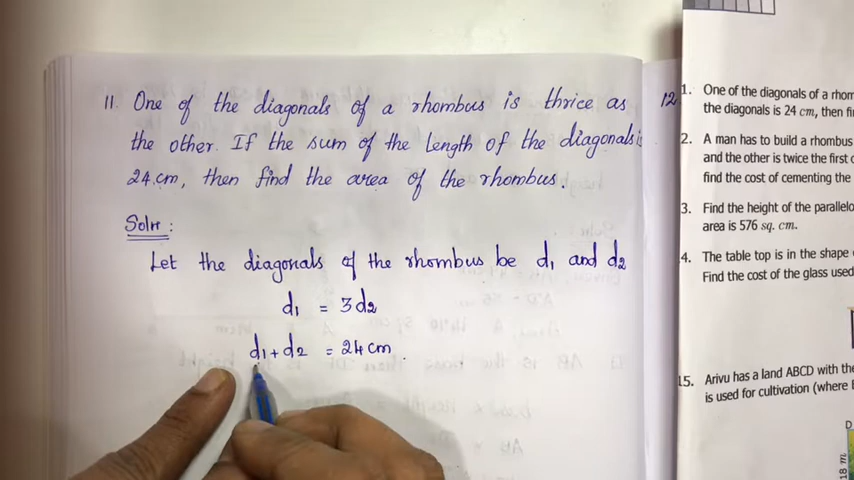 11. One of the diagonals of a rhombus is thrice as
the other. If the sum of the length of the diagonals is
24 cm, then find the area of the rhombus.
Soln:
Let the diagonals of the rhombus be d1 and d2
d1 = 3d2
d1 + d2 = 24 cm
12
1. One of the diagonals of a rhom
the diagonals is 24 cm, then fi
2. A man has to build a rhombus
and the other is twice the first
find the cost of cementing the
3. Find the height of the parallelo
area is 576 sq. cm.
4. The table top is in the shape
Find the cost of the glass used
15. Arivu has a land ABCD with the
is used for cultivation (where
D
18 m